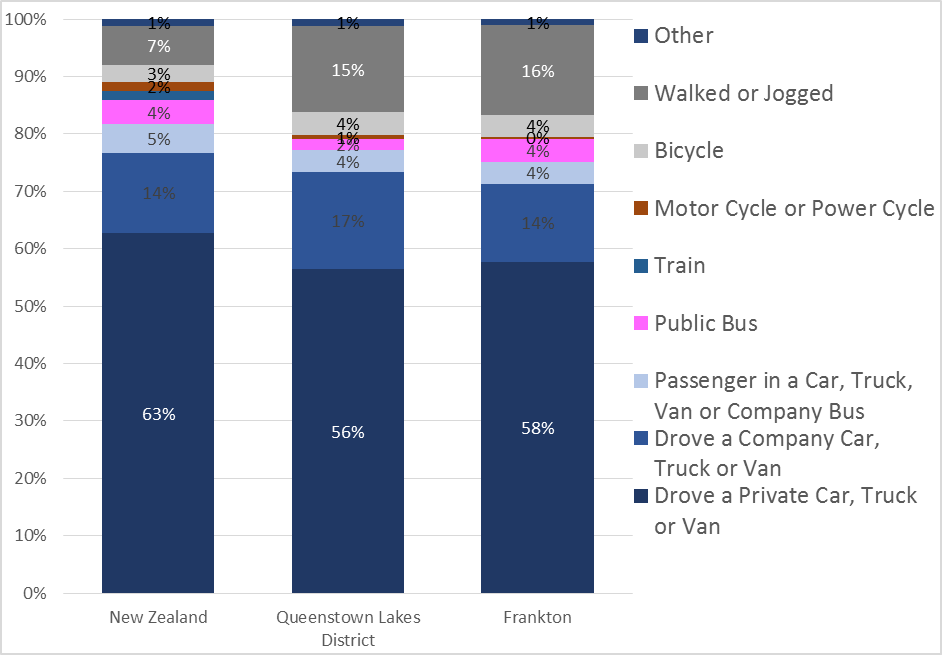 100%
90%
80%
70%
60%
50%
40%
30%
20%
10%
0%
1%
7%
3%
2%
4%
5%
14%
63%
1%
15%
4%
1%
2%
4%
17%
56%
1%
16%
4%
0%
4%
4%
14%
58%
New Zealand
Queenstown Lakes
District
Frankton
Other
Walked or Jogged
Bicycle
Motor Cycle or Power Cycle
Train
Public Bus
Passenger in a Car, Truck,
Van or Company Bus
Drove a Company Car,
Truck or Van
Drove a Private Car, Truck
or Van